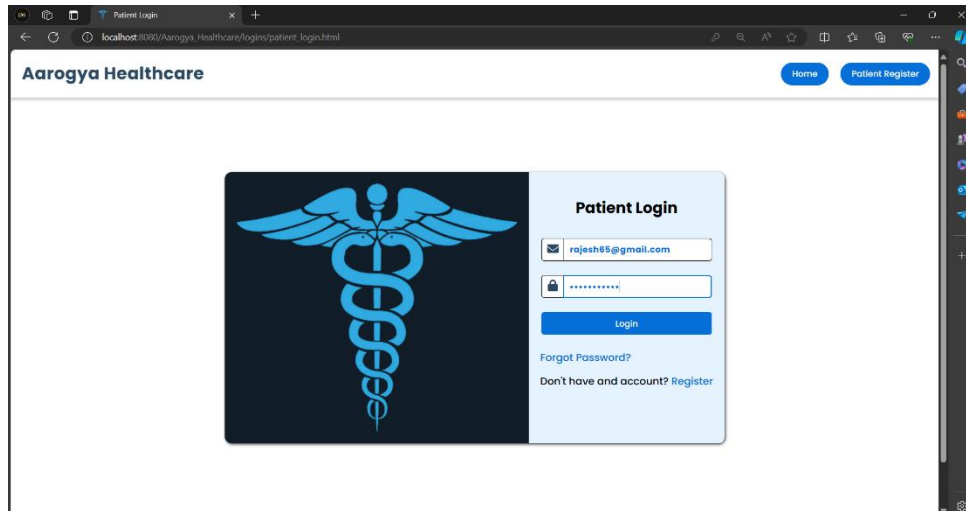 Patient Login
localhost:8080/Aarogya_Healthcare/logins/patient_login.html
Aarogya Healthcare
Home
Patient Register
Patient Login
rajesh65@gmail.com
Login
Forgot Password?
Don't have and account? Register